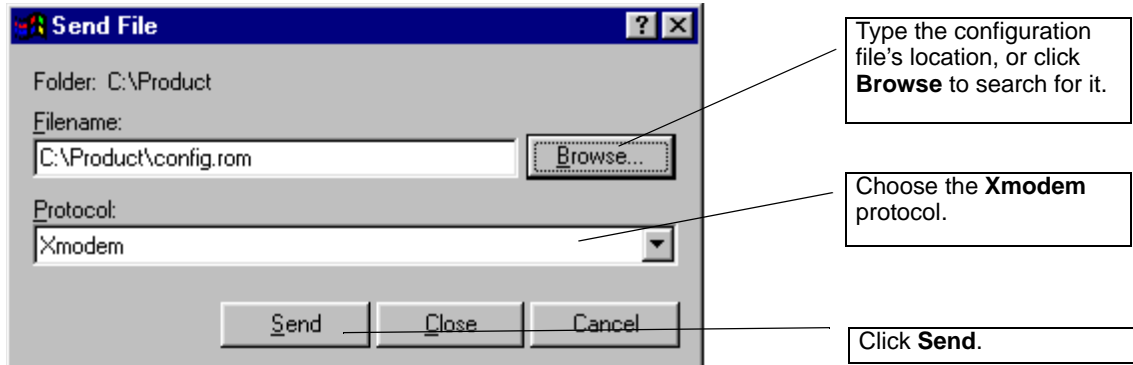 Send File
Folder: C:\Product
Filename:
C:\Product\config.rom
Browse...
Protocol:
Xmodem
Send
Close
Cancel
Type the configuration
file's location, or click
Browse to search for it.
Choose the Xmodem
protocol.
Click Send.